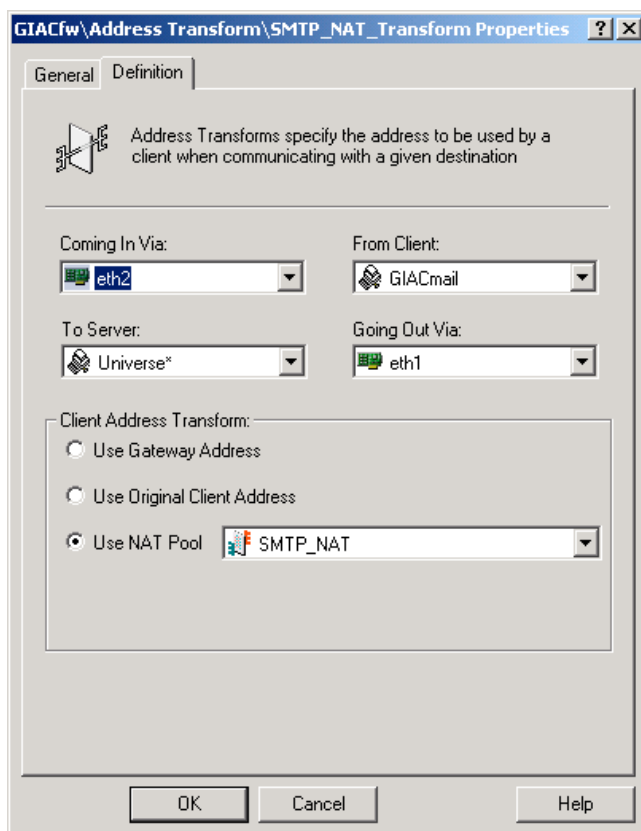 GIACfw\Address Transform\SMTP_NAT_Transform Properties
General Definition
Address Transforms specify the address to be used by a
client when communicating with a given destination
Coming In Via: From Client:
eth2 GIACmail
To Server: Going Out Via:
Universe* eth1
Client Address Transform:
Use Gateway Address
Use Original Client Address
Use NAT Pool SMTP_NAT
OK Cancel Help